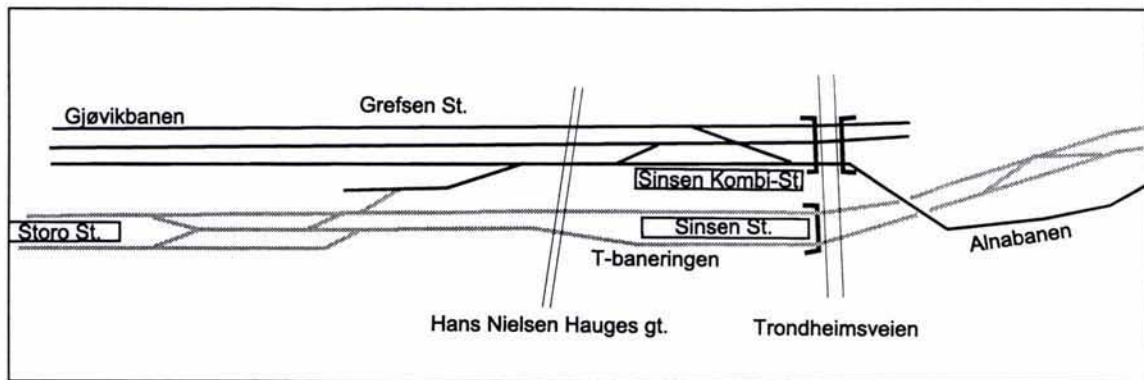 Gjøvikbanen
Grefsen St.
Sinsen Kombi-St
Storo St.
Sinsen St.
T-baneringen
Alnabanen
Hans Nielsen Hauges gt.
Trondheimsveien